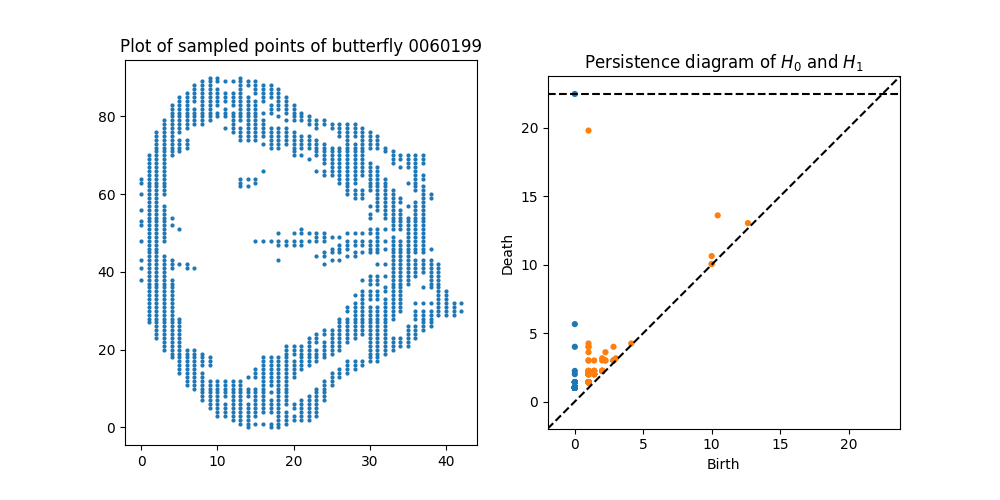 Plot of sampled points of butterfly 0060199
80
60
40
20
0
0 10 20 30 40
Persistence diagram of H₀ and H₁
Death
20
15
10
5
0
0 5 10 15 20
Birth